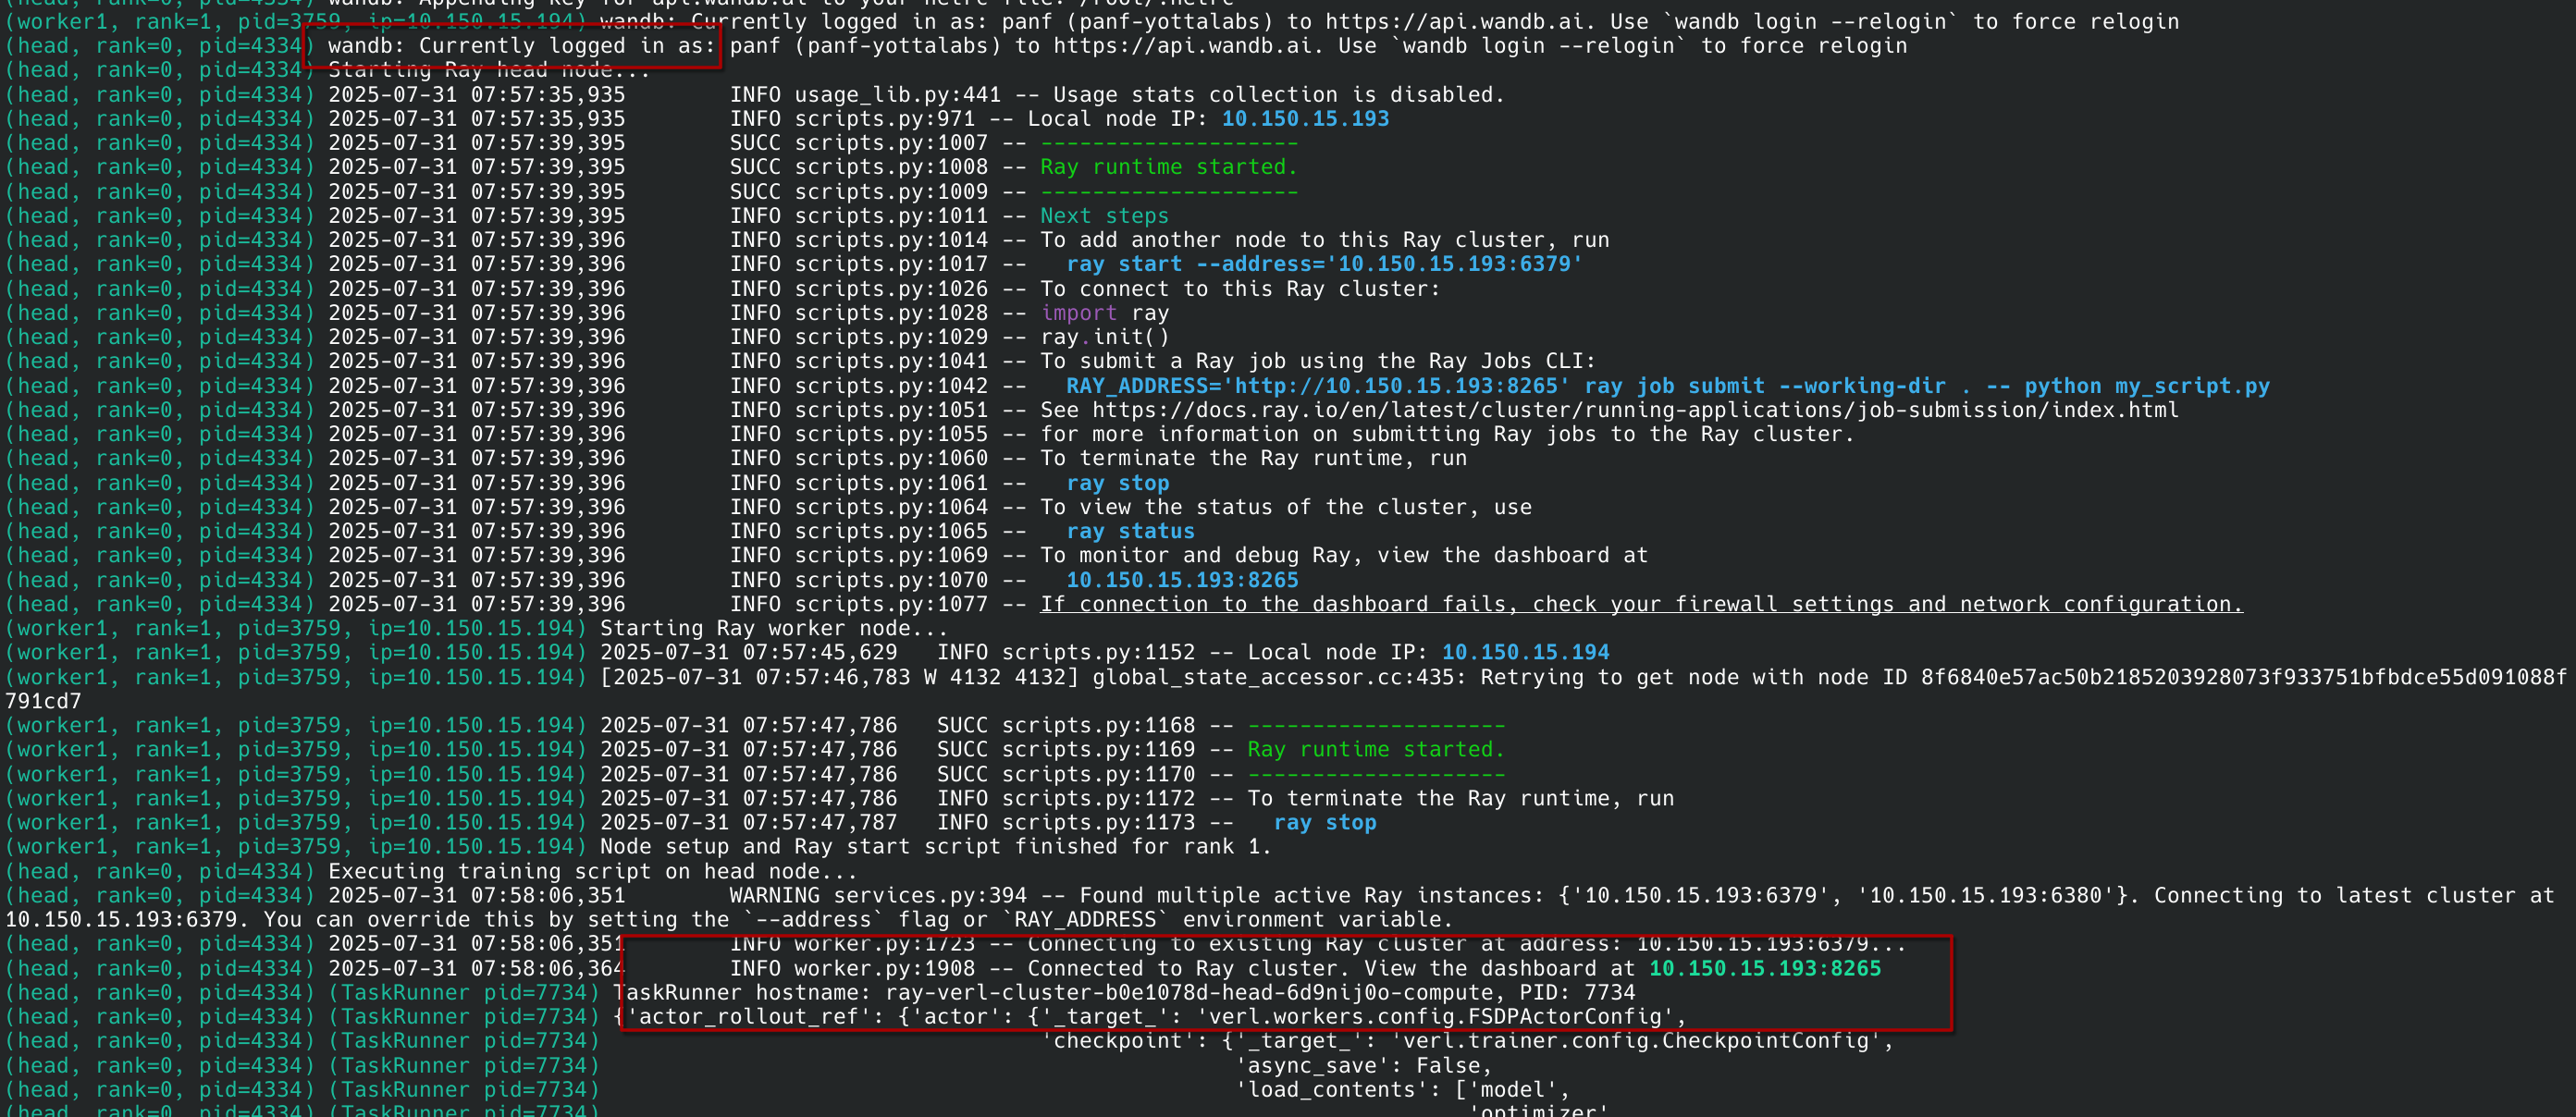 (head, rank=0, pid=4334) wandb: Appending key for api.wandb.ai to your netrc file: /root/.netrc
(worker1, rank=1, pid=3759, ip=10.150.15.194) wandb: Currently logged in as: panf (panf-yottalabs) to https://api.wandb.ai. Use `wandb login --relogin` to force relogin
(head, rank=0, pid=4334) wandb: Currently logged in as: panf (panf-yottalabs) to https://api.wandb.ai. Use `wandb login --relogin` to force relogin
(head, rank=0, pid=4334) Starting Ray head node...
(head, rank=0, pid=4334) 2025-07-31 07:57:35,935 INFO usage_lib.py:441 -- Usage stats collection is disabled.
(head, rank=0, pid=4334) 2025-07-31 07:57:35,935 INFO scripts.py:971 -- Local node IP: 10.150.15.193
(head, rank=0, pid=4334) 2025-07-31 07:57:39,395 SUCC scripts.py:1007 -- --------------------
(head, rank=0, pid=4334) 2025-07-31 07:57:39,395 SUCC scripts.py:1008 -- Ray runtime started.
(head, rank=0, pid=4334) 2025-07-31 07:57:39,395 SUCC scripts.py:1009 -- --------------------
(head, rank=0, pid=4334) 2025-07-31 07:57:39,395 INFO scripts.py:1011 -- Next steps
(head, rank=0, pid=4334) 2025-07-31 07:57:39,396 INFO scripts.py:1014 -- To add another node to this Ray cluster, run
(head, rank=0, pid=4334) 2025-07-31 07:57:39,396 INFO scripts.py:1017 -- ray start --address='10.150.15.193:6379'
(head, rank=0, pid=4334) 2025-07-31 07:57:39,396 INFO scripts.py:1026 -- To connect to this Ray cluster:
(head, rank=0, pid=4334) 2025-07-31 07:57:39,396 INFO scripts.py:1028 -- import ray
(head, rank=0, pid=4334) 2025-07-31 07:57:39,396 INFO scripts.py:1029 -- ray.init()
(head, rank=0, pid=4334) 2025-07-31 07:57:39,396 INFO scripts.py:1041 -- To submit a Ray job using the Ray Jobs CLI:
(head, rank=0, pid=4334) 2025-07-31 07:57:39,396 INFO scripts.py:1042 -- RAY_ADDRESS='http://10.150.15.193:8265' ray job submit --working-dir . -- python my_script.py
(head, rank=0, pid=4334) 2025-07-31 07:57:39,396 INFO scripts.py:1051 -- See https://docs.ray.io/en/latest/cluster/running-applications/job-submission/index.html
(head, rank=0, pid=4334) 2025-07-31 07:57:39,396 INFO scripts.py:1055 -- for more information on submitting Ray jobs to the Ray cluster.
(head, rank=0, pid=4334) 2025-07-31 07:57:39,396 INFO scripts.py:1060 -- To terminate the Ray runtime, run
(head, rank=0, pid=4334) 2025-07-31 07:57:39,396 INFO scripts.py:1061 -- ray stop
(head, rank=0, pid=4334) 2025-07-31 07:57:39,396 INFO scripts.py:1064 -- To view the status of the cluster, use
(head, rank=0, pid=4334) 2025-07-31 07:57:39,396 INFO scripts.py:1065 -- ray status
(head, rank=0, pid=4334) 2025-07-31 07:57:39,396 INFO scripts.py:1069 -- To monitor and debug Ray, view the dashboard at
(head, rank=0, pid=4334) 2025-07-31 07:57:39,396 INFO scripts.py:1070 -- 10.150.15.193:8265
(head, rank=0, pid=4334) 2025-07-31 07:57:39,396 INFO scripts.py:1077 -- If connection to the dashboard fails, check your firewall settings and network configuration.
(worker1, rank=1, pid=3759, ip=10.150.15.194) Starting Ray worker node...
(worker1, rank=1, pid=3759, ip=10.150.15.194) 2025-07-31 07:57:45,629 INFO scripts.py:1152 -- Local node IP: 10.150.15.194
(worker1, rank=1, pid=3759, ip=10.150.15.194) [2025-07-31 07:57:46,783 W 4132 4132] global_state_accessor.cc:435: Retrying to get node with node ID 8f6840e57ac50b2185203928073f933751bfbdce55d091088f
791cd7
(worker1, rank=1, pid=3759, ip=10.150.15.194) 2025-07-31 07:57:47,786 SUCC scripts.py:1168 -- --------------------
(worker1, rank=1, pid=3759, ip=10.150.15.194) 2025-07-31 07:57:47,786 SUCC scripts.py:1169 -- Ray runtime started.
(worker1, rank=1, pid=3759, ip=10.150.15.194) 2025-07-31 07:57:47,786 SUCC scripts.py:1170 -- --------------------
(worker1, rank=1, pid=3759, ip=10.150.15.194) 2025-07-31 07:57:47,786 INFO scripts.py:1172 -- To terminate the Ray runtime, run
(worker1, rank=1, pid=3759, ip=10.150.15.194) 2025-07-31 07:57:47,787 INFO scripts.py:1173 -- ray stop
(worker1, rank=1, pid=3759, ip=10.150.15.194) Node setup and Ray start script finished for rank 1.
(head, rank=0, pid=4334) Executing training script on head node...
(head, rank=0, pid=4334) 2025-07-31 07:58:06,351 WARNING services.py:394 -- Found multiple active Ray instances: {'10.150.15.193:6379', '10.150.15.193:6380'}. Connecting to latest cluster at
10.150.15.193:6379. You can override this by setting the `--address` flag or `RAY_ADDRESS` environment variable.
(head, rank=0, pid=4334) 2025-07-31 07:58:06,351 INFO worker.py:1723 -- Connecting to existing Ray cluster at address: 10.150.15.193:6379...
(head, rank=0, pid=4334) 2025-07-31 07:58:06,364 INFO worker.py:1908 -- Connected to Ray cluster. View the dashboard at 10.150.15.193:8265
(head, rank=0, pid=4334) (TaskRunner pid=7734) TaskRunner hostname: ray-verl-cluster-b0e1078d-head-6d9nij0o-compute, PID: 7734
(head, rank=0, pid=4334) (TaskRunner pid=7734) {'actor_rollout_ref': {'actor': {'_target_': 'verl.workers.config.FSDPActorConfig',
(head, rank=0, pid=4334) (TaskRunner pid=7734) 'checkpoint': {'_target_': 'verl.trainer.config.CheckpointConfig',
(head, rank=0, pid=4334) (TaskRunner pid=7734) 'async_save': False,
(head, rank=0, pid=4334) (TaskRunner pid=7734) 'load_contents': ['model',
(head, rank=0, pid=4334) (TaskRunner pid=7734) 'optimizer'